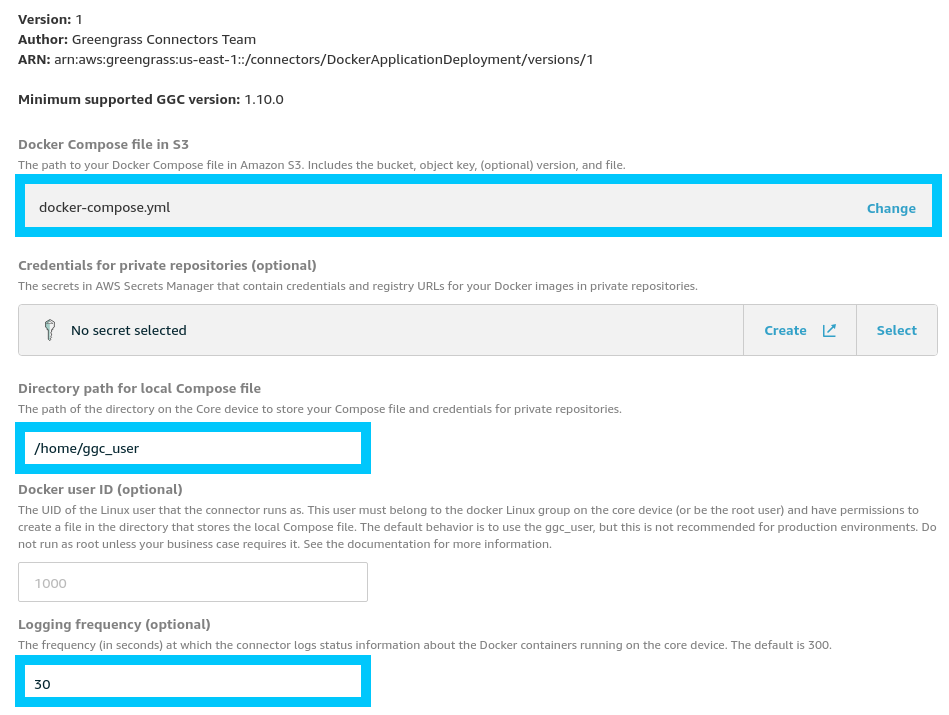 Version: 1
Author: Greengrass Connectors Team
ARN: arn:aws:greengrass:us-east-1::/connectors/DockerApplicationDeployment/versions/1
Minimum supported GGC version: 1.10.0
Docker Compose file in S3
The path to your Docker Compose file in Amazon S3. Includes the bucket, object key, (optional) version, and file.
docker-compose.yml Change
Credentials for private repositories (optional)
The secrets in AWS Secrets Manager that contain credentials and registry URLs for your Docker images in private repositories.
No secret selected Create Select
Directory path for local Compose file
The path of the directory on the Core device to store your Compose file and credentials for private repositories.
/home/ggc_user
Docker user ID (optional)
The UID of the Linux user that the connector runs as. This user must belong to the docker Linux group on the core device (or be the root user) and have permissions to
create a file in the directory that stores the local Compose file. The default behavior is to use the ggc_user, but this is not recommended for production environments. Do
not run as root unless your business case requires it. See the documentation for more information.
1000
Logging frequency (optional)
The frequency (in seconds) at which the connector logs status information about the Docker containers running on the core device. The default is 300.
30